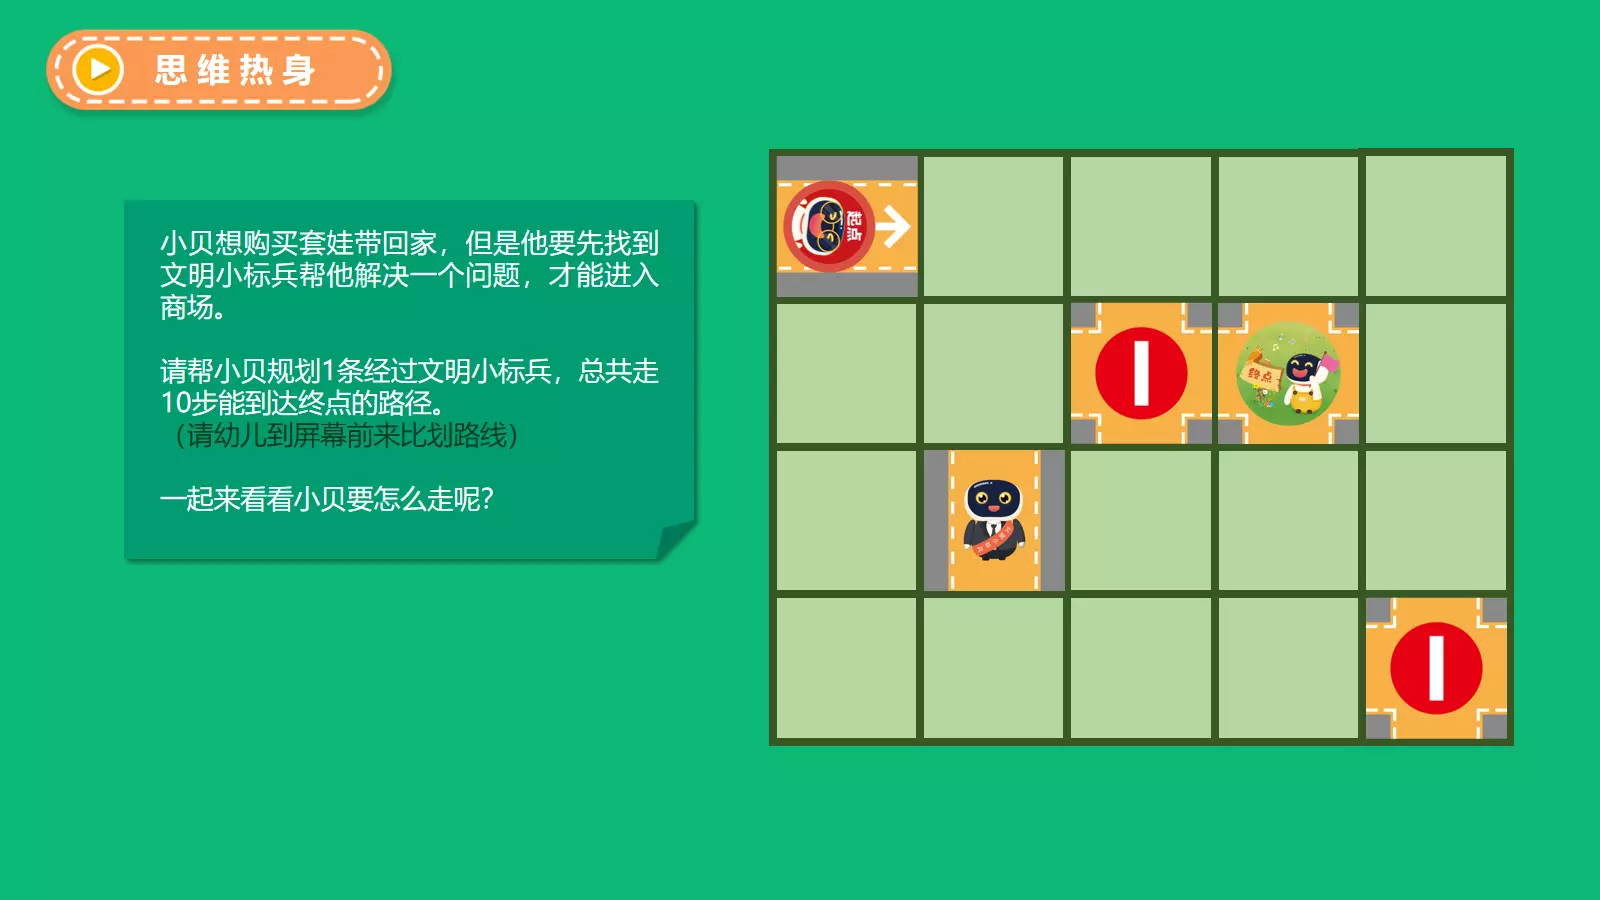 思维热身
小贝想购买套娃带回家，但是他要先找到
文明小标兵帮他解决一个问题，才能进入
商场。
请帮小贝规划1条经过文明小标兵，总共走
10步能到达终点的路径。
（请幼儿到屏幕前来比划路线）
一起来看看小贝要怎么走呢？
起点
终点